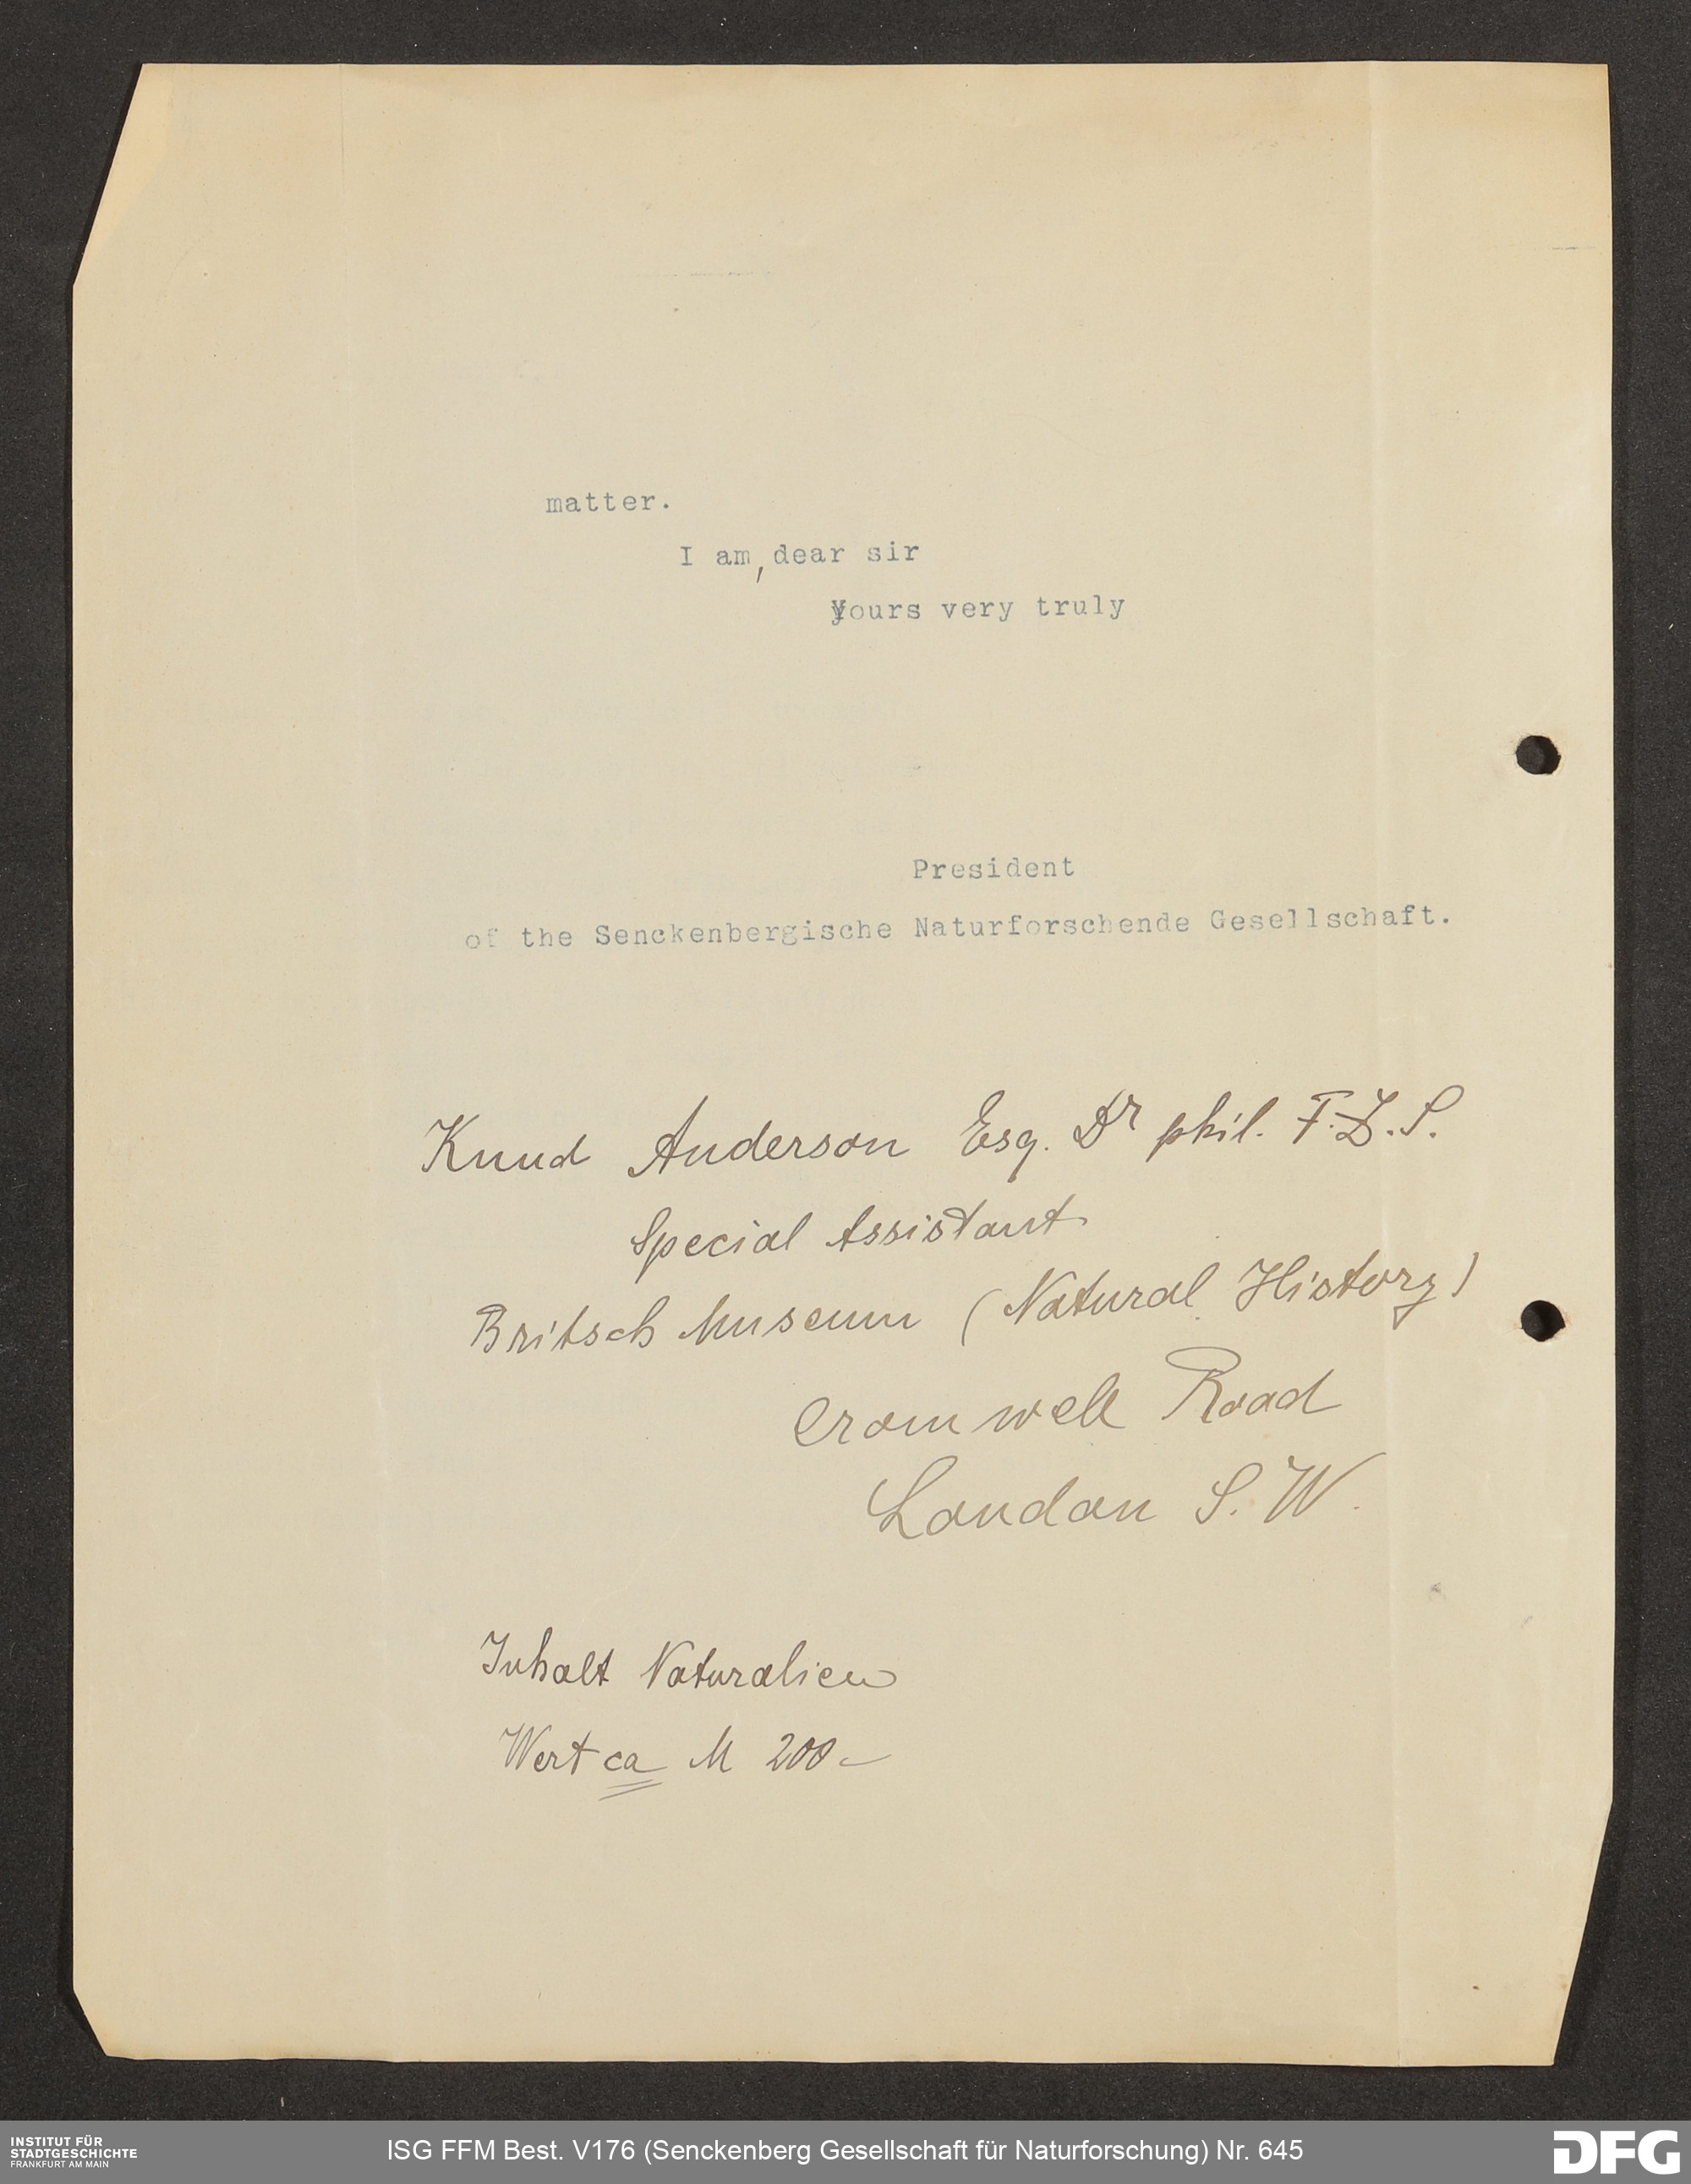 matter.
I am, dear sir
yours very truly
President
of the Senckenbergische Naturforschende Gesellschaft.
Knud Anderson Esq. Dr phil. F.Z.S.
Special Assistant
Britsch Museum (Natural History)
Cromwell Road
London S.W.
Inhalt Naturalien
Wert ca M 200-
INSTITUT FÜR
STADTGESCHICHTE
FRANKFURT AM MAIN
ISG FFM Best. V176 (Senckenberg Gesellschaft für Naturforschung) Nr. 645
DFG